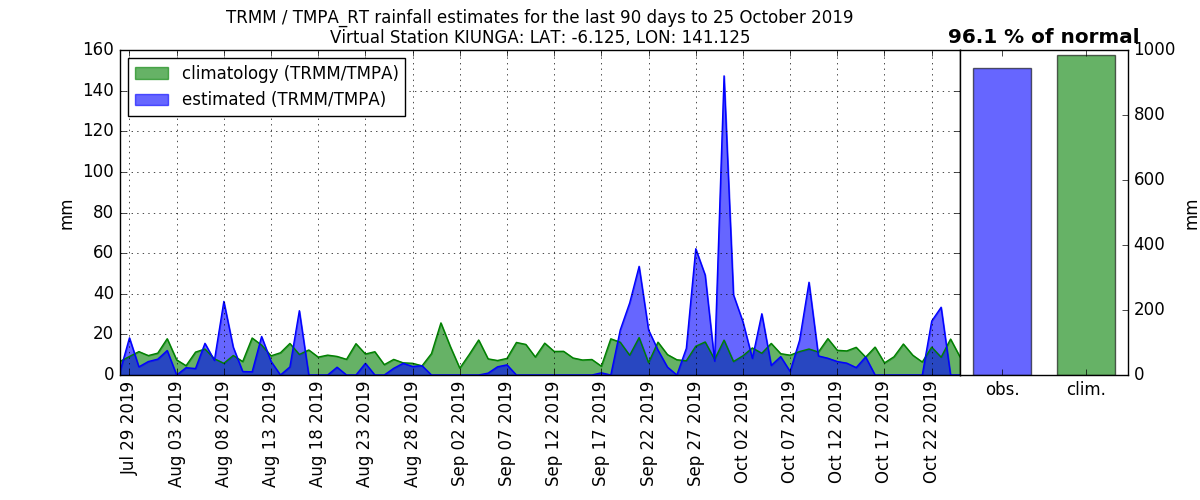 TRMM / TMPA_RT rainfall estimates for the last 90 days to 25 October 2019
Virtual Station KIUNGA: LAT: -6.125, LON: 141.125
96.1 % of normal
climatology (TRMM/TMPA)
estimated (TRMM/TMPA)
160
140
120
100
80
60
40
20
0
mm
Jul 29 2019
Aug 03 2019
Aug 08 2019
Aug 13 2019
Aug 18 2019
Aug 23 2019
Aug 28 2019
Sep 02 2019
Sep 07 2019
Sep 12 2019
Sep 17 2019
Sep 22 2019
Sep 27 2019
Oct 02 2019
Oct 07 2019
Oct 12 2019
Oct 17 2019
Oct 22 2019
obs.
clim.
1000
800
600
400
200
0
mm